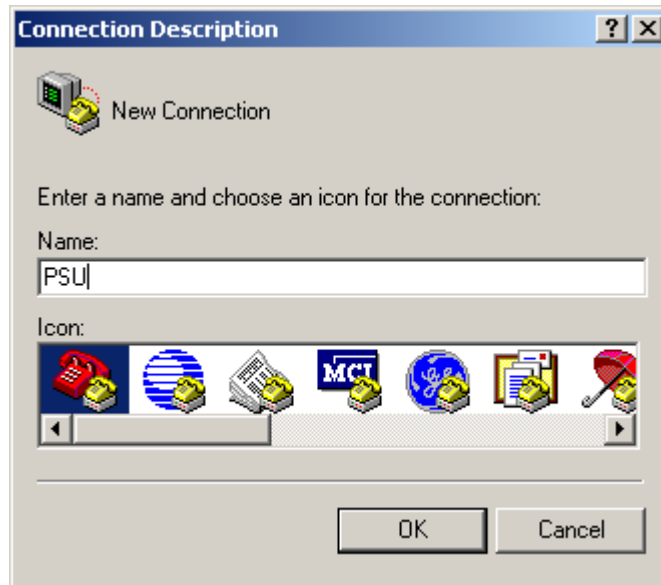 Connection Description
New Connection
Enter a name and choose an icon for the connection:
Name:
PSU
Icon:
MCI
OK
Cancel